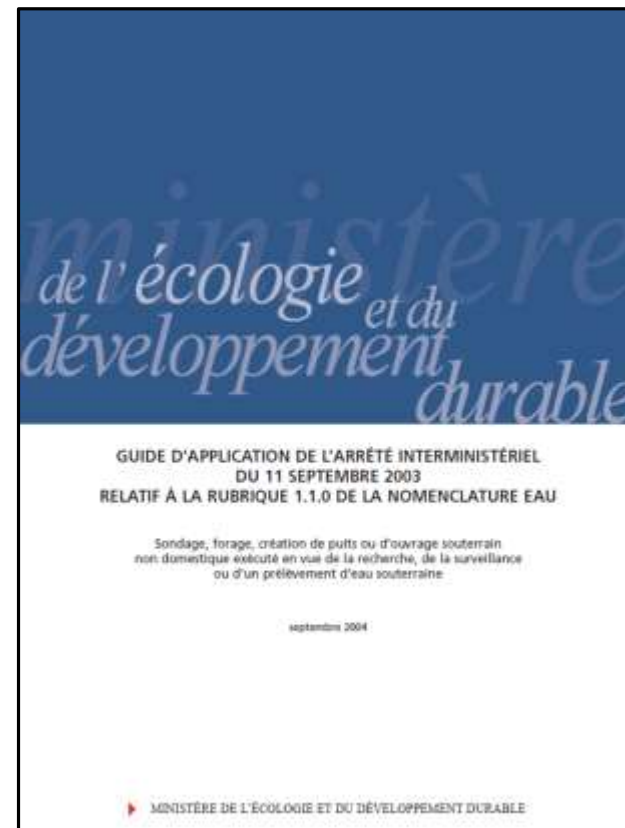 ministère
de l'écologie
et du
développement
durable
GUIDE D'APPLICATION DE L'ARRÊTÉ INTERMINISTÉRIEL
DU 11 SEPTEMBRE 2003
RELATIF À LA RUBRIQUE 1.1.0 DE LA NOMENCLATURE EAU
Sondage, forage, création de puits ou d'ouvrage souterrain
non domestique exécuté en vue de la recherche, de la surveillance
ou d'un prélèvement d'eau souterraine
septembre 2004
MINISTÈRE DE L'ÉCOLOGIE ET DU DÉVELOPPEMENT DURABLE